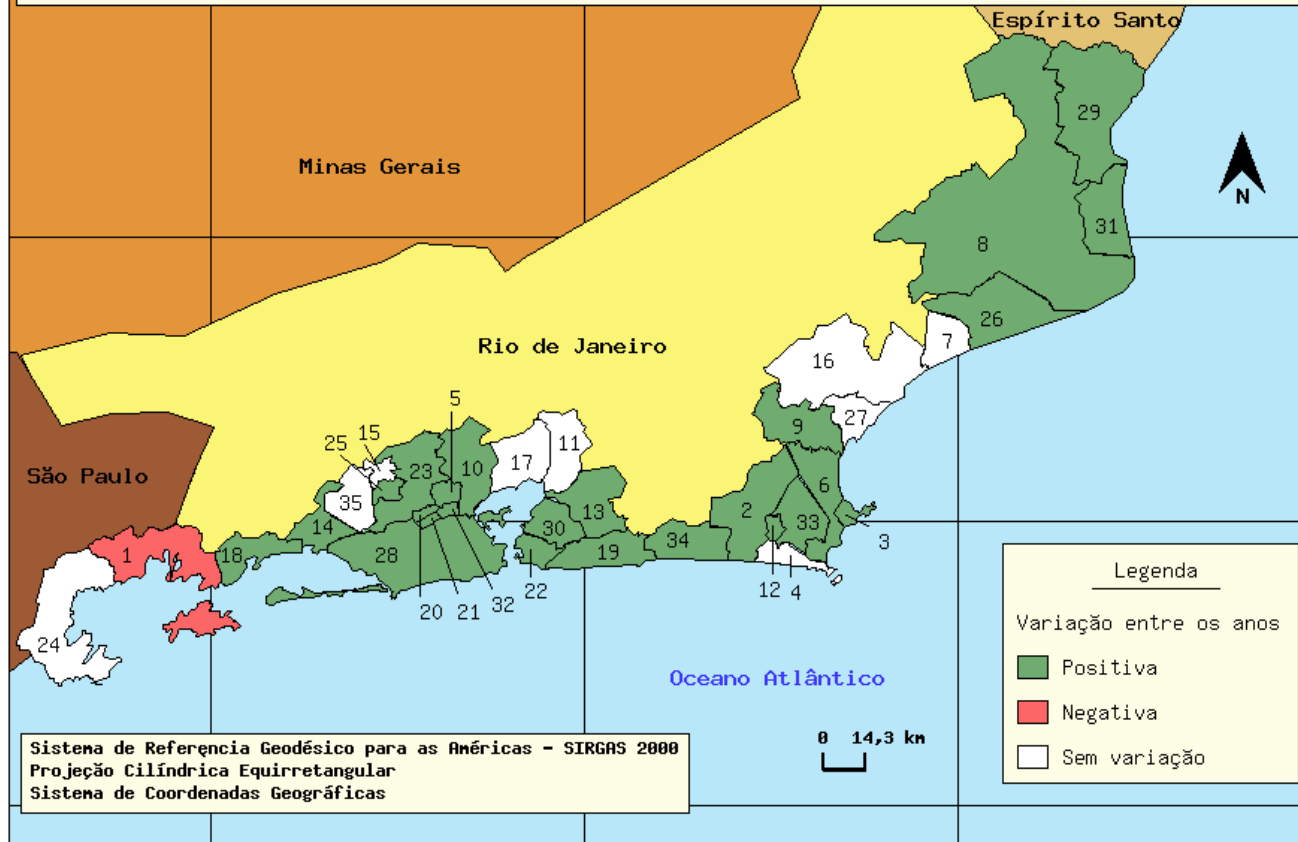 Espírito Santo
29
Minas Gerais
N
31
8
26
7
Rio de Janeiro
16
5
27
15
9
25
11
17
23
10
6
São Paulo
35
2
13
33
14
30
1
18
28
19
34
3
12
4
22
32
21
20
24
Oceano Atlântico
Legenda
Variação entre os anos
Positiva
Negativa
Sem variação
0 14,3 km
Sistema de Referençia Geodésico para as Américas - SIRGAS 2000
Projeção Cilíndrica Equirretangular
Sistema de Coordenadas Geográficas